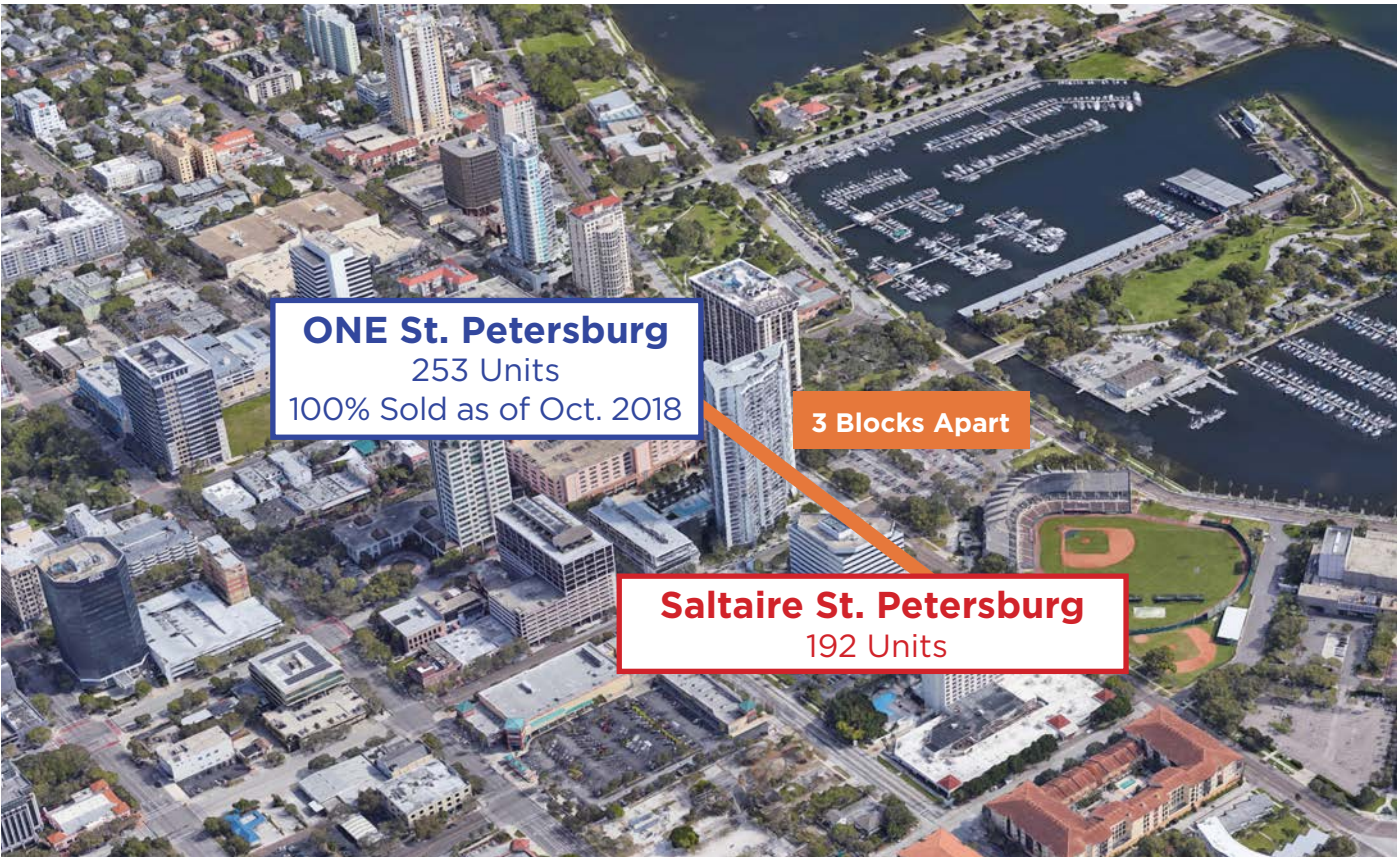 ONE St. Petersburg
253 Units
100% Sold as of Oct. 2018
3 Blocks Apart
Saltaire St. Petersburg
192 Units